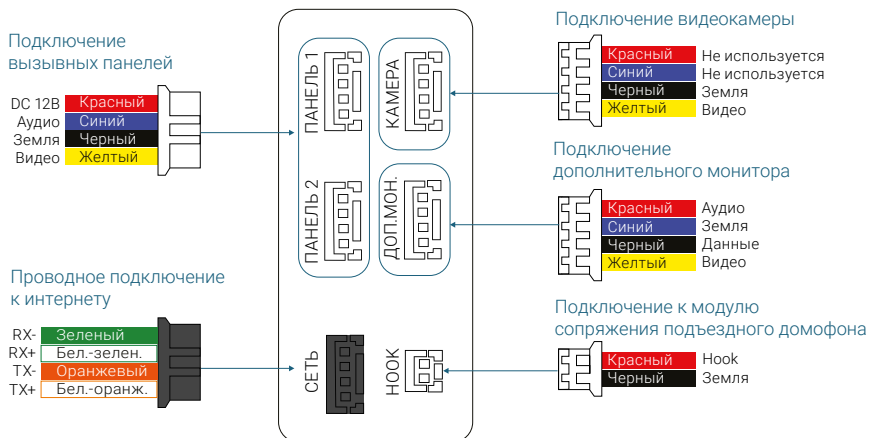 Подключение
вызывных панелей
DC 12В Красный
Аудио Синий
Земля Черный
Видео Желтый
Проводное подключение
к интернету
RX- Зеленый
RX+ Бел.-зелен.
TX- Оранжевый
TX+ Бел.-оранж.
ПАНЕЛЬ 1
КАМЕРА
ПАНЕЛЬ 2
ДОП.МОН.
СЕТЬ
HOOK
Подключение видеокамеры
Красный Не используется
Синий Не используется
Черный Земля
Желтый Видео
Подключение
дополнительного монитора
Красный Аудио
Синий Земля
Черный Данные
Желтый Видео
Подключение к модулю
сопряжения подъездного домофона
Красный Hook
Черный Земля